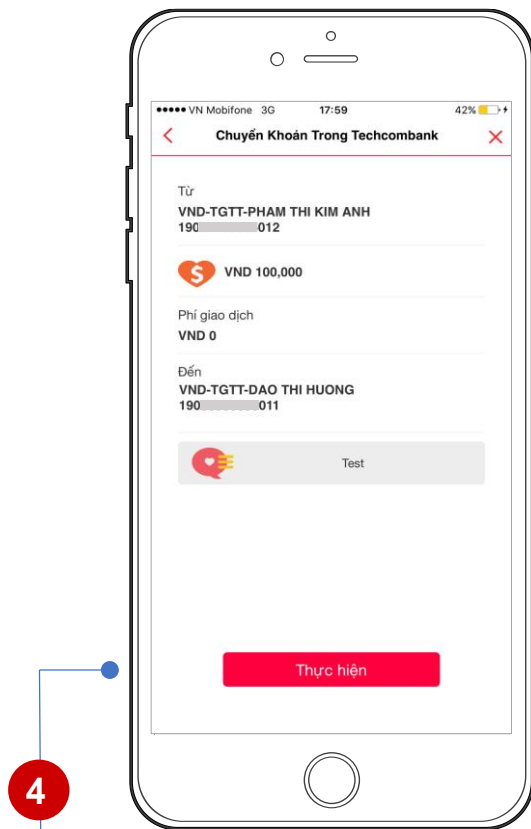 VN Mobifone 3G 17:59 42%
Chuyển Khoản Trong Techcombank
Từ
VND-TGTT-PHAM THI KIM ANH
190 012
$ VND 100,000
Phí giao dịch
VND 0
Đến
VND-TGTT-DAO THI HUONG
190 011
Test
Thực hiện
4